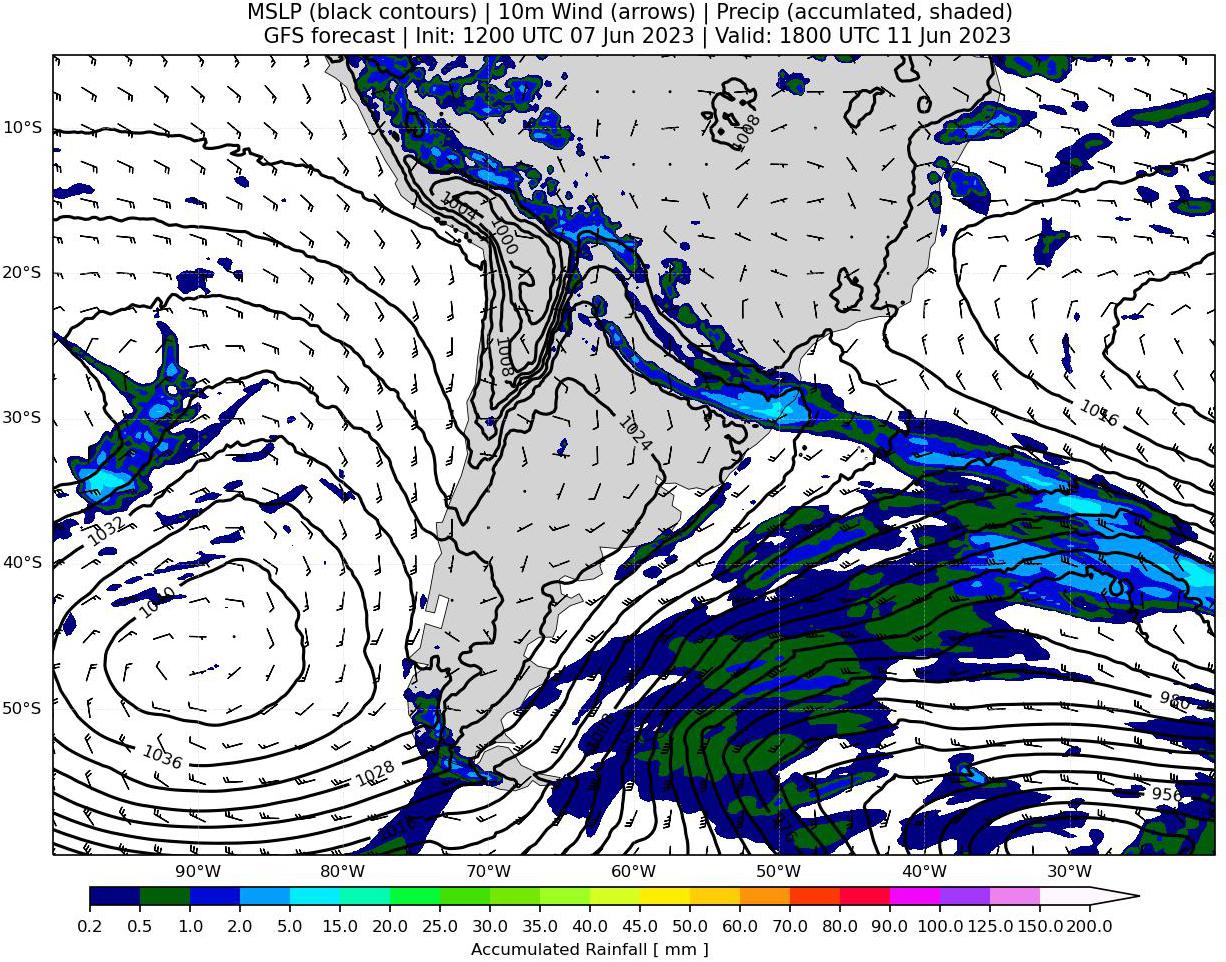 MSLP (black contours) | 10m Wind (arrows) | Precip (accumlated, shaded)
GFS forecast | Init: 1200 UTC 07 Jun 2023 | Valid: 1800 UTC 11 Jun 2023
10°S
1008
1004
1000
20°S
1008
1016
30°S
1024
1032
40°S
1040
50°S
980
1036
1028
956
90°W 80°W 70°W 60°W 50°W 40°W 30°W
0.2 0.5 1.0 2.0 5.0 10.0 15.0 20.0 25.0 30.0 35.0 40.0 45.0 50.0 60.0 70.0 80.0 90.0 100.0 125.0 150.0 200.0
Accumulated Rainfall [ mm ]